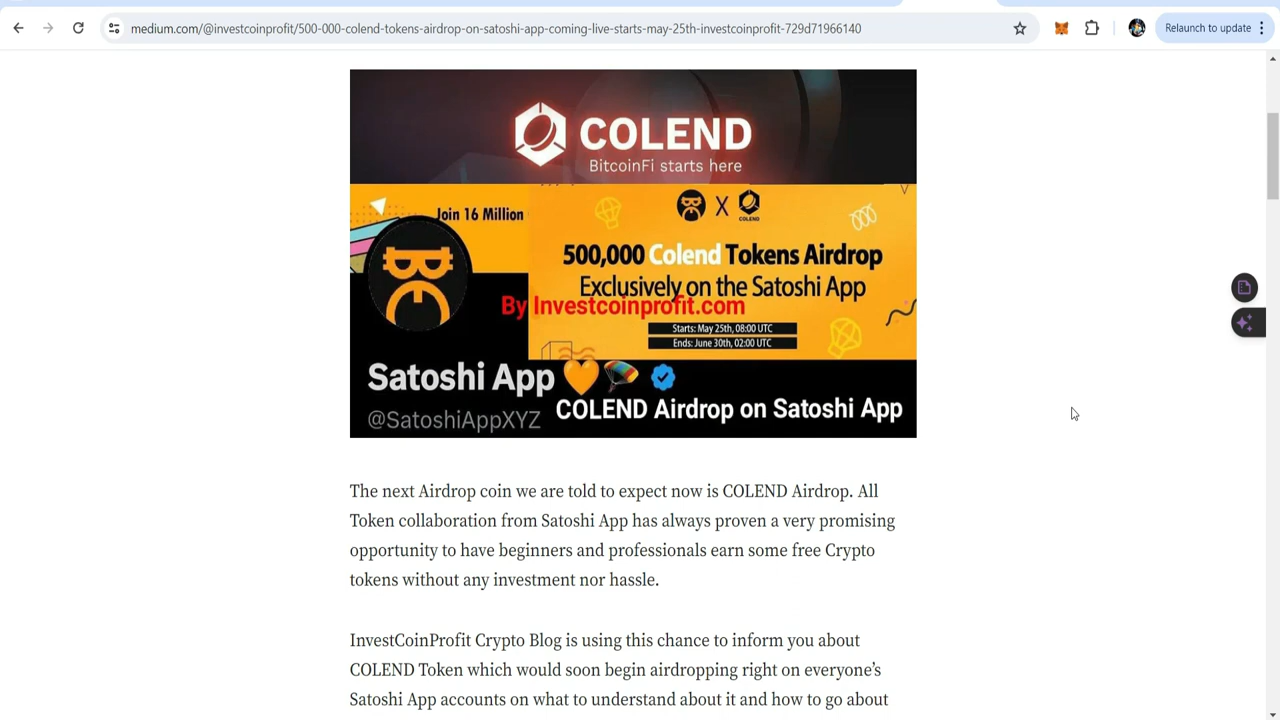 medium.com/@investcoinprofit/500-000-colend-tokens-airdrop-on-satoshi-app-coming-live-starts-may-25th-investcoinprofit-729d71966140
Relaunch to update
COLEND
BitcoinFi starts here
Join 16 Million
X
COLEND
500,000 Colend Tokens Airdrop
Exclusively on the Satoshi App
By Investcoinprofit.com
Starts: May 25th, 08:00 UTC
Ends: June 30th, 02:00 UTC
Satoshi App 🧡🪂
@SatoshiAppXYZ
COLEND Airdrop on Satoshi App
The next Airdrop coin we are told to expect now is COLEND Airdrop. All
Token collaboration from Satoshi App has always proven a very promising
opportunity to have beginners and professionals earn some free Crypto
tokens without any investment nor hassle.
InvestCoinProfit Crypto Blog is using this chance to inform you about
COLEND Token which would soon begin airdropping right on everyone’s
Satoshi App accounts on what to understand about it and how to go about